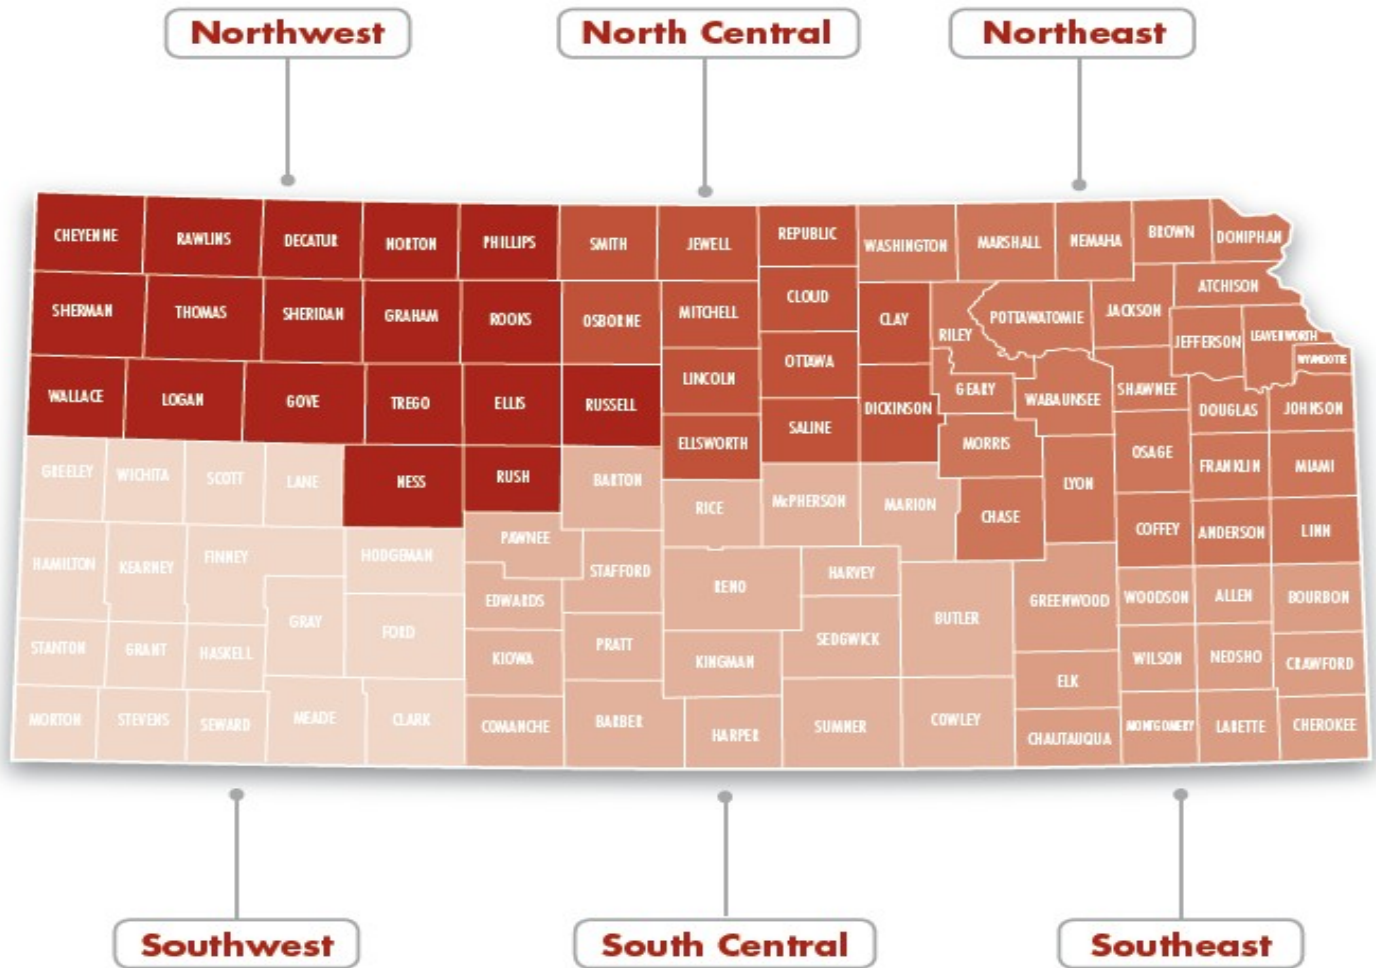 Northwest
North Central
Northeast
CHEYENNE
RAWLINS
DECATUR
NORTON
PHILLIPS
SMITH
JEWELL
REPUBLIC
WASHINGTON
MARSHALL
NEMAHA
BROWN
DONIPHAN
SHERMAN
THOMAS
SHERIDAN
GRAHAM
ROOKS
OSBORNE
MITCHELL
CLOUD
CLAY
RILEY
POTTAWATOMIE
JACKSON
ATCHISON
JEFFERSON
LEAVENWORTH
WYANDOTTE
WALLACE
LOGAN
GOVE
TREGO
ELLIS
RUSSELL
LINCOLN
OTTAWA
DICKINSON
GEARY
WABAUNSEE
SHAWNEE
DOUGLAS
JOHNSON
ELLSWORTH
SALINE
MORRIS
OSAGE
FRANKLIN
MIAMI
GREELEY
WICHITA
SCOTT
LANE
NESS
RUSH
BARTON
RICE
McPHERSON
MARION
CHASE
LYON
COFFEY
ANDERSON
LINN
HAMILTON
KEARNEY
FINNEY
HODGEMAN
PAWNEE
STAFFORD
RENO
HARVEY
BUTLER
GREENWOOD
WOODSON
ALLEN
BOURBON
EDWARDS
GRAY
FORD
STANTON
GRANT
HASKELL
KIOWA
PRATT
KINGMAN
SEDGWICK
ELK
WILSON
NEOSHO
CRAWFORD
MORTON
STEVENS
SEWARD
MEADE
CLARK
COMANCHE
BARBER
HARPER
SUMNER
COWLEY
CHAUTAUQUA
MONTGOMERY
LABETTE
CHEROKEE
Southwest
South Central
Southeast